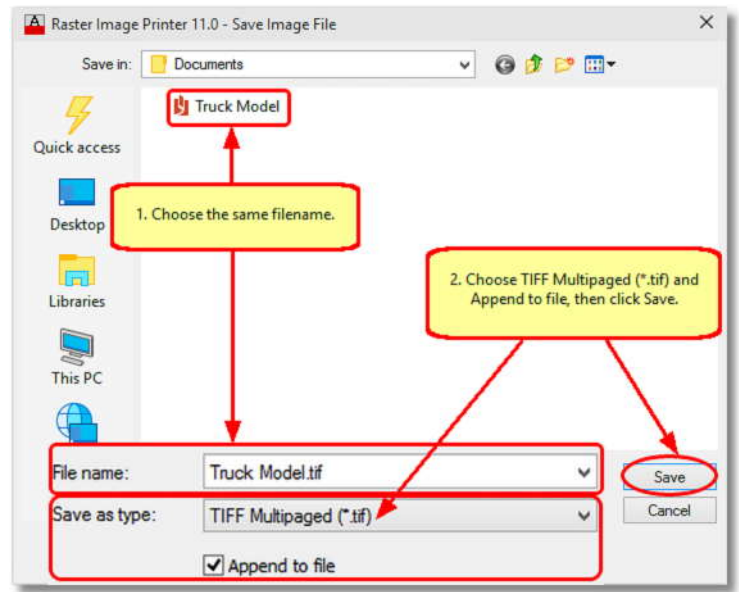 Raster Image Printer 11.0 - Save Image File
Save in: Documents
Truck Model
Quick access
1. Choose the same filename.
Desktop
2. Choose TIFF Multipaged (*.tif) and
Append to file, then click Save.
Libraries
This PC
File name: Truck Model.tif
Save
Save as type: TIFF Multipaged (*.tif)
Cancel
Append to file